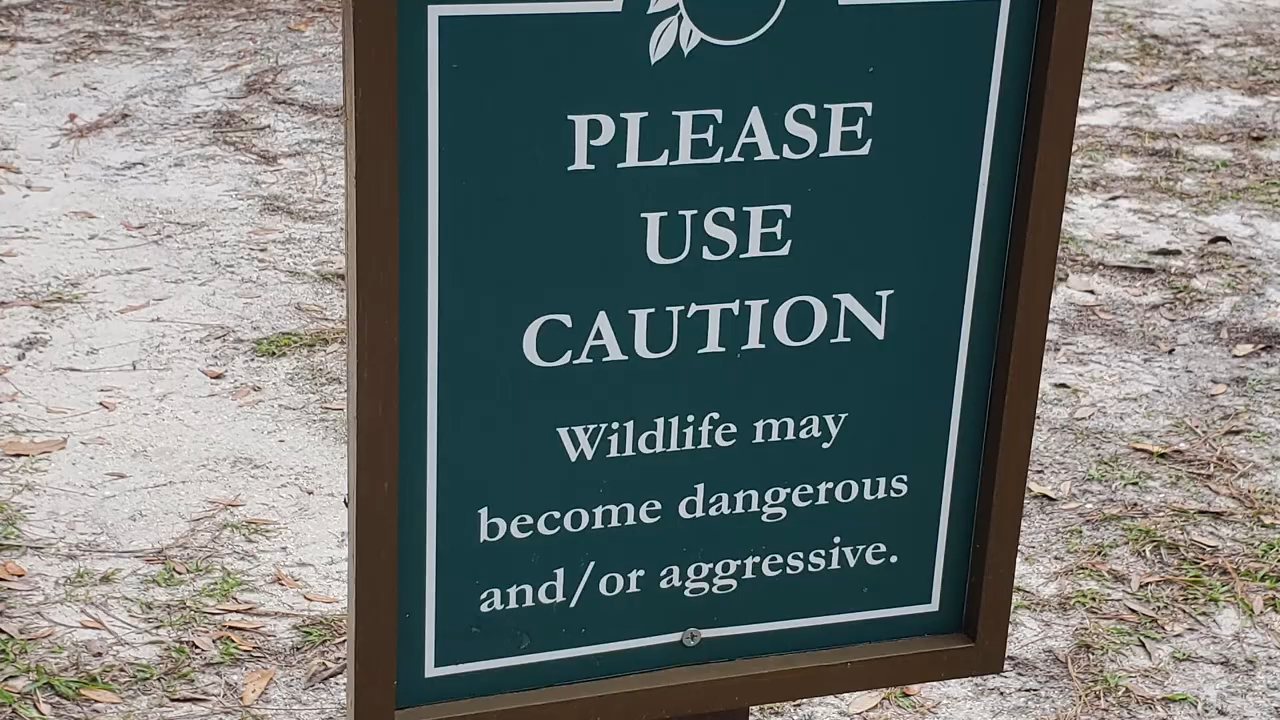 PLEASE
USE
CAUTION
Wildlife may
become dangerous
and/or aggressive.